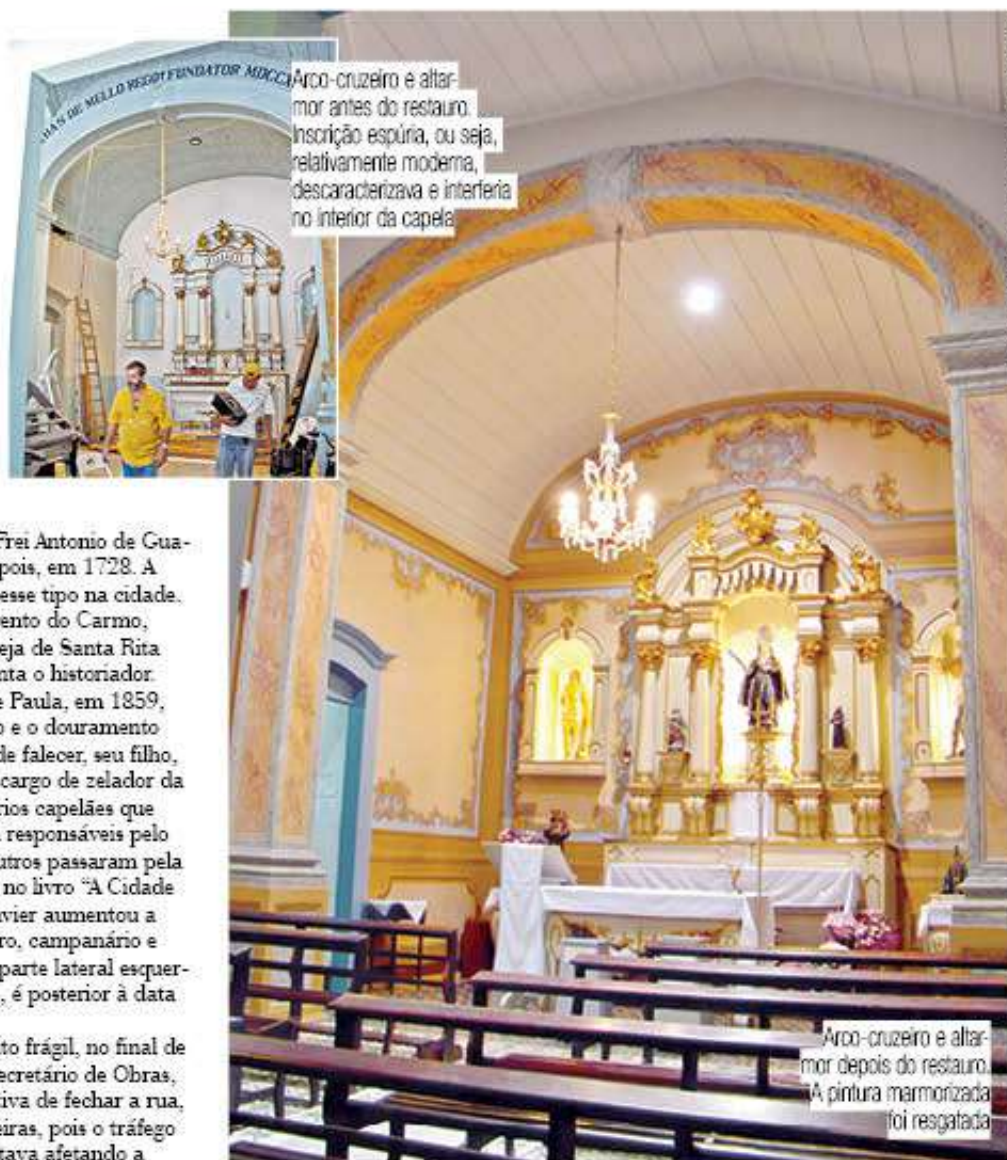 BAN DE MELLO REGO FUNDATOR MDCCA
Arco-cruzeiro e altar-
mor antes do restauro.
Inscrição espúria, ou seja,
relativamente moderna,
descaracterizava e interferia
no interior da capela
Frei Antonio de Gua-
pois, em 1728. A
esse tipo na cidade.
ento do Carmo,
eja de Santa Rita
nta o historiador.
e Paula, em 1859,
o e o douramento
de falecer, seu filho,
cargo de zelador da
rios capelães que
responsáveis pelo
utros passaram pela
no livro “A Cidade
vier aumentou a
ro, campanário e
parte lateral esquer-
, é posterior à data
to frágil, no final de
ecretário de Obras,
tiva de fechar a rua,
eiras, pois o tráfego
tava afetando a
Arco-cruzeiro e altar-
mor depois do restauro.
A pintura marmorizada
foi resgatada